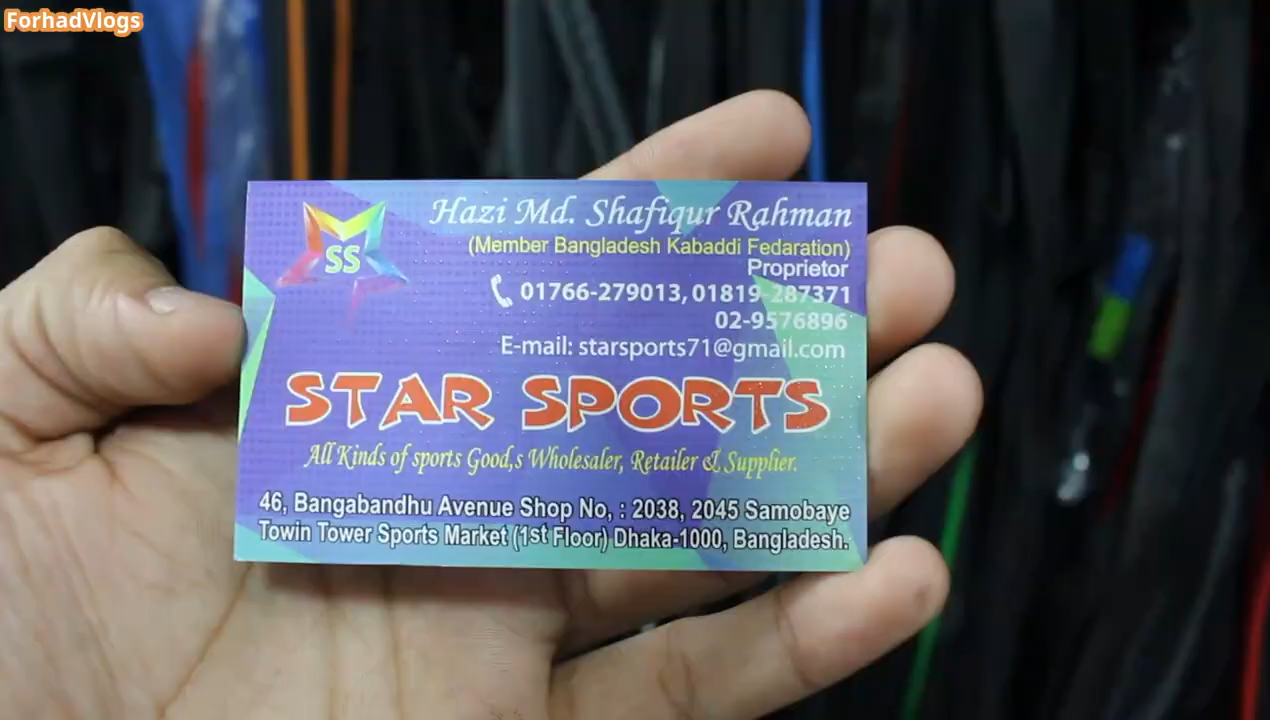 ForhadVlogs
SS
Hazi Md. Shafiqur Rahman
(Member Bangladesh Kabaddi Fedaration)
Proprietor
01766-279013, 01819-287371
02-9576896
E-mail: starsports71@gmail.com
STAR SPORTS
All Kinds of sports Good,s Wholesaler, Retailer & Supplier.
46, Bangabandhu Avenue Shop No, : 2038, 2045 Samobaye
Towin Tower Sports Market (1st Floor) Dhaka-1000, Bangladesh.